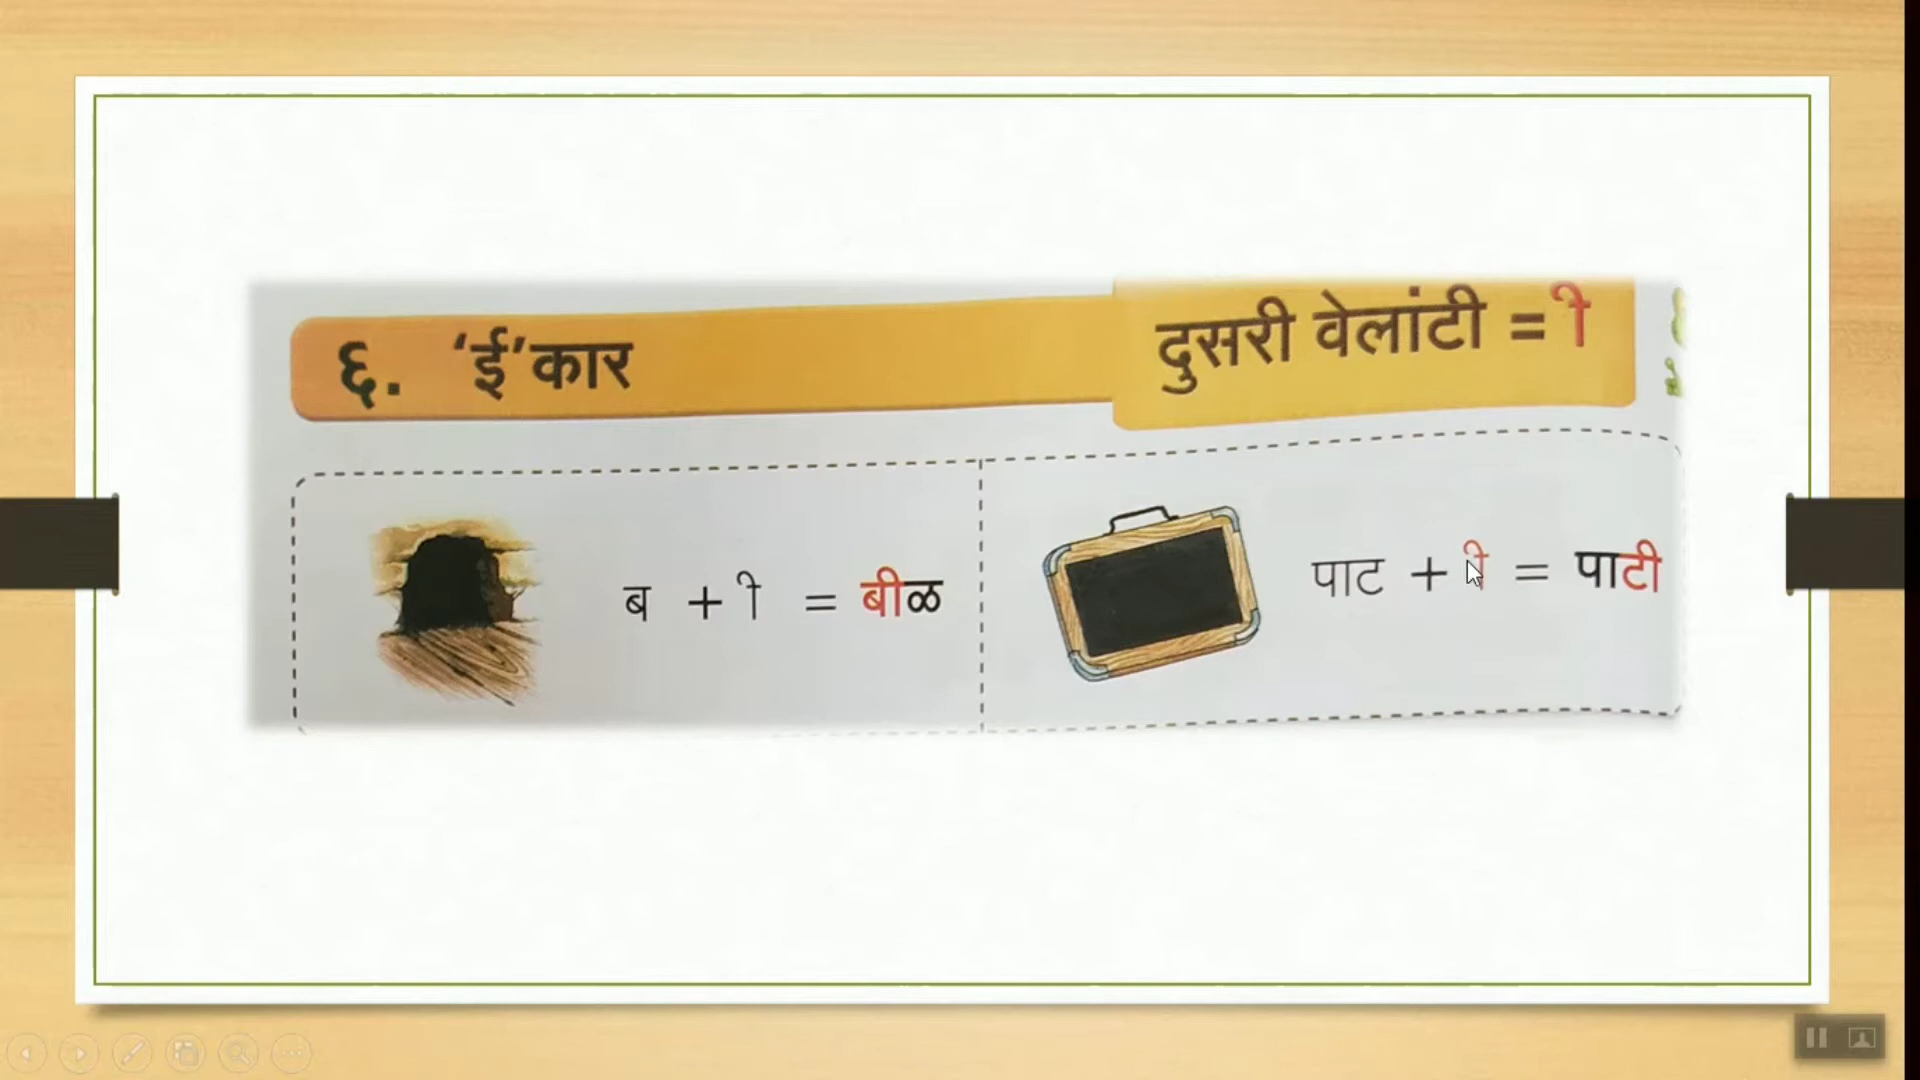 ६. ‘ई’कार
दुसरी वेलांटी = ी
ब + ी = बीळ
पाट + ी = पाटी